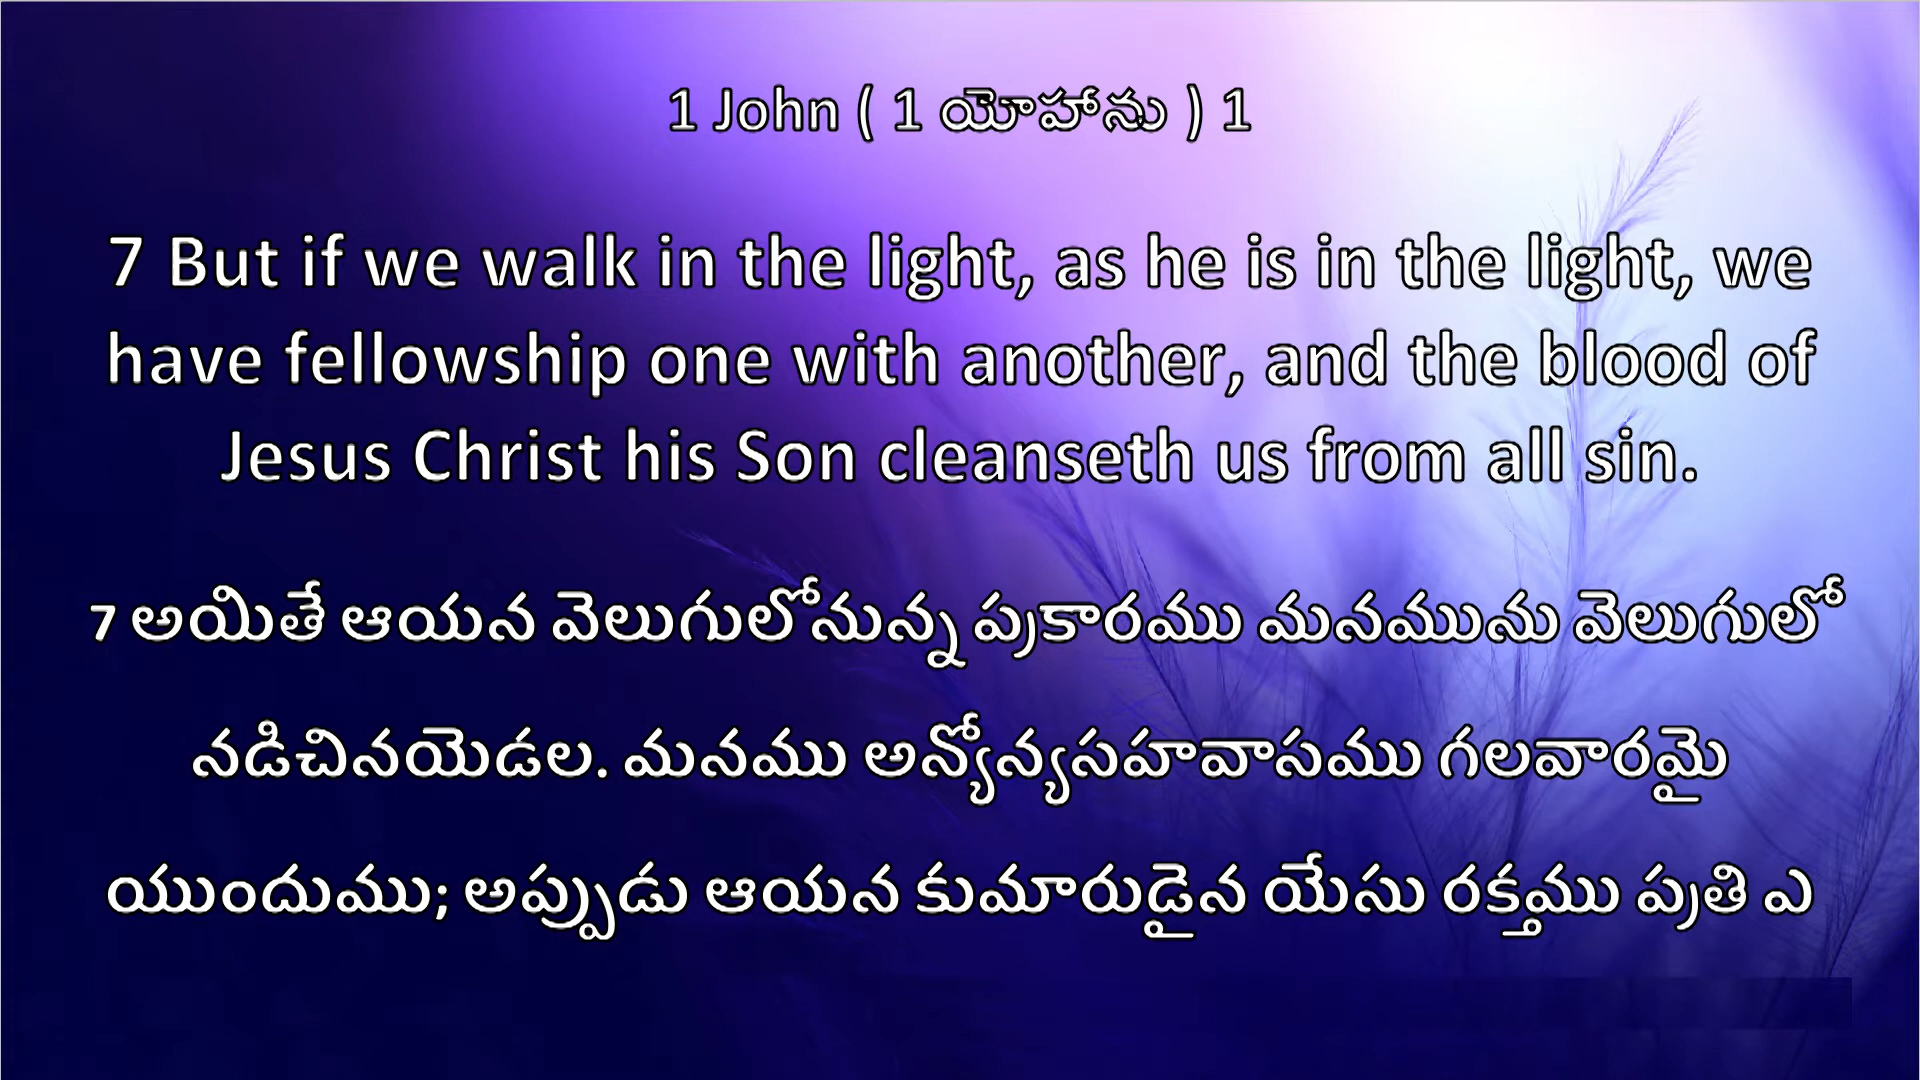 1 John ( 1 యోహాను ) 1
7 But if we walk in the light, as he is in the light, we
have fellowship one with another, and the blood of
Jesus Christ his Son cleanseth us from all sin.
7 అయితే ఆయన వెలుగులోనున్న ప్రకారము మనమును వెలుగులో
నడిచినయెడల. మనము అన్యోన్యసహవాసము గలవారమై
యుందుము; అప్పుడు ఆయన కుమారుడైన యేసు రక్తము ప్రతి ఎ